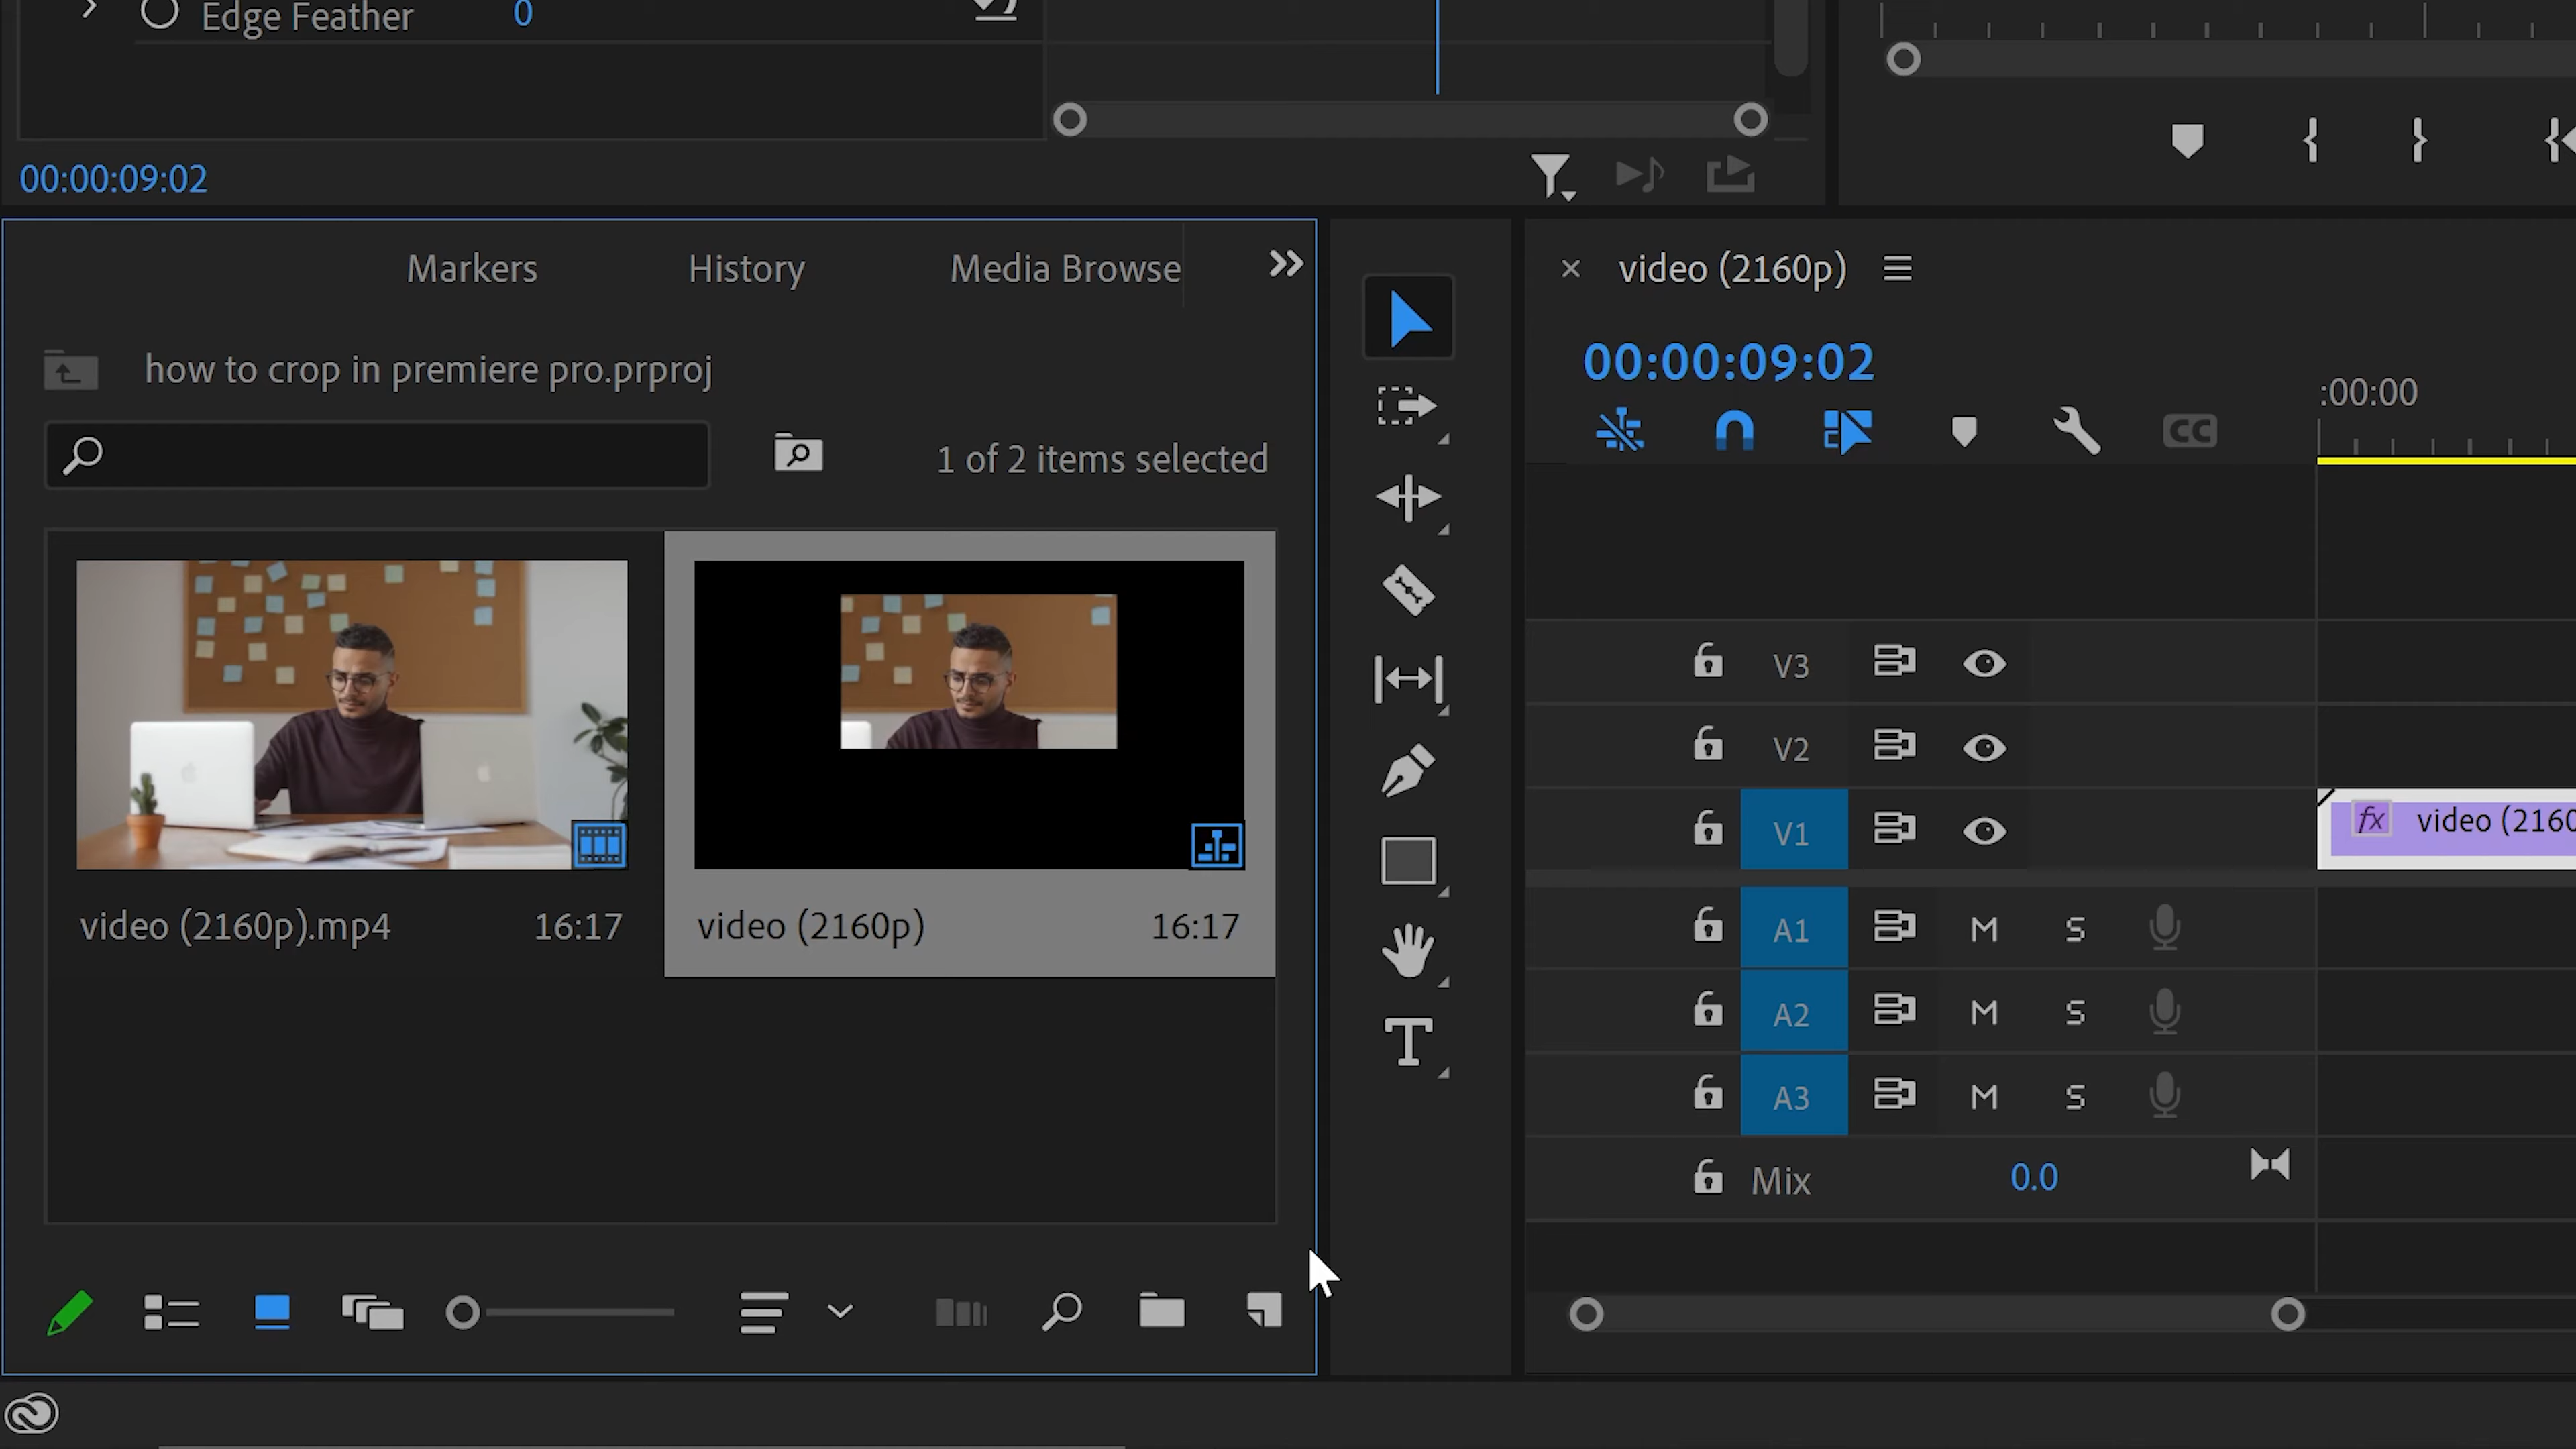 Edge Feather 0
00:00:09:02
Markers History Media Browse
how to crop in premiere pro.prproj
1 of 2 items selected
video (2160p).mp4 16:17
video (2160p) 16:17
video (2160p)
00:00:09:02
:00:00
CC
V3
V2
V1
fx video (2160
A1 M S
A2 M S
A3 M S
Mix 0.0